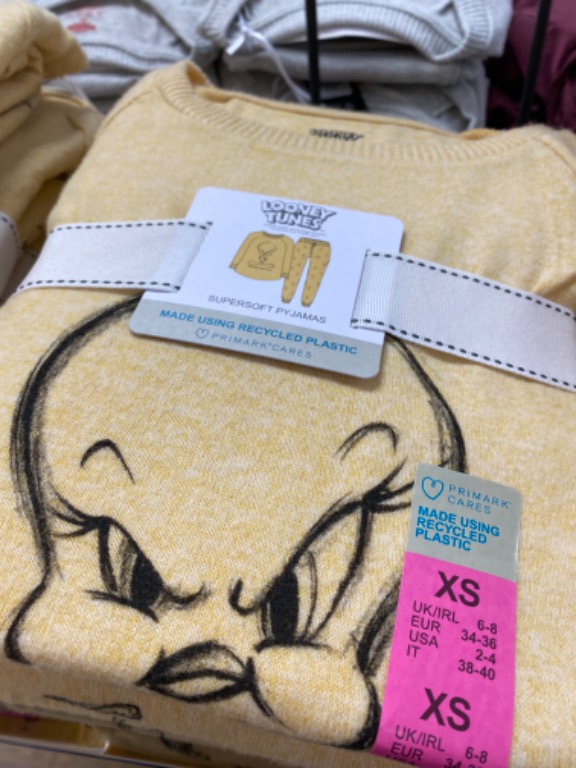 LOONEY
TUNES
SUPERSOFT PYJAMAS
MADE USING RECYCLED PLASTIC
PRIMARK CARES
PRIMARK
CARES
MADE USING
RECYCLED
PLASTIC
XS
UK/IRL 6-8
EUR 34-36
USA 2-4
IT 38-40
XS
UK/IRL 6-8
EUR